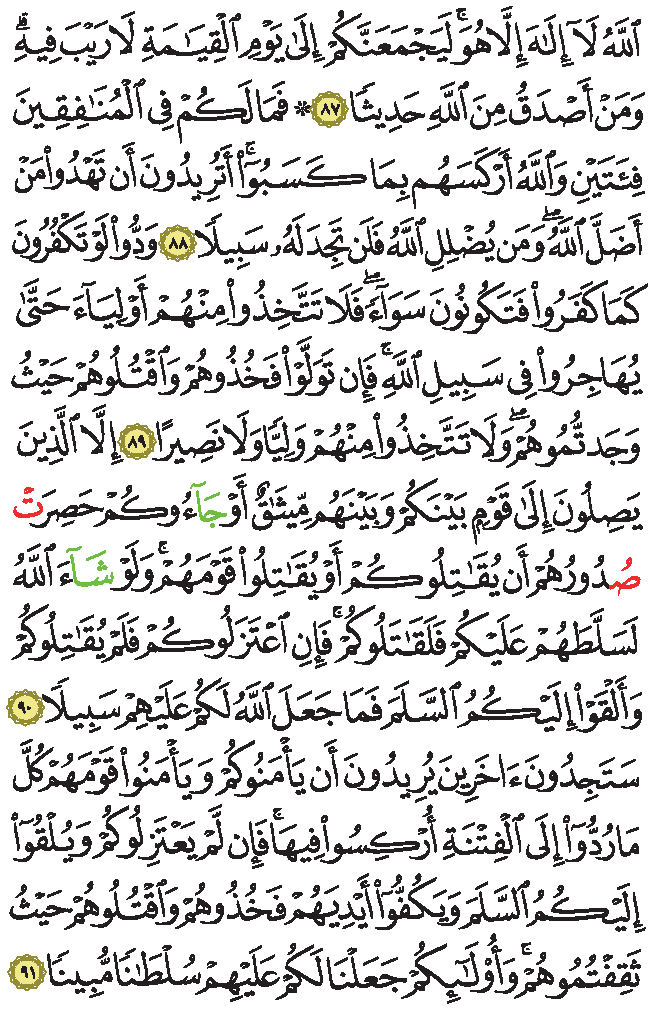 ٱللَّهُ لَآ إِلَٰهَ إِلَّا هُوَۚ لَيَجْمَعَنَّكُمْ إِلَىٰ يَوْمِ ٱلْقِيَٰمَةِ لَا رَيْبَ فِيهِۗ
وَمَنْ أَصْدَقُ مِنَ ٱللَّهِ حَدِيثًا ٨٧ ۞ فَمَا لَكُمْ فِى ٱلْمُنَٰفِقِينَ
فِئَتَيْنِ وَٱللَّهُ أَرْكَسَهُم بِمَا كَسَبُوٓا۟ۚ أَتُرِيدُونَ أَن تَهْدُوا۟ مَنْ
أَضَلَّ ٱللَّهُۖ وَمَن يُضْلِلِ ٱللَّهُ فَلَن تَجِدَ لَهُۥ سَبِيلًا ٨٨ وَدُّوا۟ لَوْ تَكْفُرُونَ
كَمَا كَفَرُوا۟ فَتَكُونُونَ سَوَآءًۖ فَلَا تَتَّخِذُوا۟ مِنْهُمْ أَوْلِيَآءَ حَتَّىٰ
يُهَاجِرُوا۟ فِى سَبِيلِ ٱللَّهِۚ فَإِن تَوَلَّوْا۟ فَخُذُوهُمْ وَٱقْتُلُوهُمْ حَيْثُ
وَجَدتُّمُوهُمْۖ وَلَا تَتَّخِذُوا۟ مِنْهُمْ وَلِيًّا وَلَا نَصِيرًا ٨٩ إِلَّا ٱلَّذِينَ
يَصِلُونَ إِلَىٰ قَوْمٍۭ بَيْنَكُمْ وَبَيْنَهُم مِّيثَٰقٌ أَوْ جَآءُوكُمْ حَصِرَتْ
صُدُورُهُمْ أَن يُقَٰتِلُوكُمْ أَوْ يُقَٰتِلُوا۟ قَوْمَهُمْۚ وَلَوْ شَآءَ ٱللَّهُ
لَسَلَّطَهُمْ عَلَيْكُمْ فَلَقَٰتَلُوكُمْۚ فَإِنِ ٱعْتَزَلُوكُمْ فَلَمْ يُقَٰتِلُوكُمْ
وَأَلْقَوْا۟ إِلَيْكُمُ ٱلسَّلَمَ فَمَا جَعَلَ ٱللَّهُ لَكُمْ عَلَيْهِمْ سَبِيلًا ٩٠
سَتَجِدُونَ ءَاخَرِينَ يُرِيدُونَ أَن يَأْمَنُوكُمْ وَيَأْمَنُوا۟ قَوْمَهُمْ كُلَّ
مَا رُدُّوٓا۟ إِلَى ٱلْفِتْنَةِ أُرْكِسُوا۟ فِيهَاۚ فَإِن لَّمْ يَعْتَزِلُوكُمْ وَيُلْقُوٓا۟
إِلَيْكُمُ ٱلسَّلَمَ وَيَكُفُّوٓا۟ أَيْدِيَهُمْ فَخُذُوهُمْ وَٱقْتُلُوهُمْ حَيْثُ
ثَقِفْتُمُوهُمْۚ وَأُو۟لَٰٓئِكُمْ جَعَلْنَا لَكُمْ عَلَيْهِمْ سُلْطَٰنًا مُّبِينًا ٩١